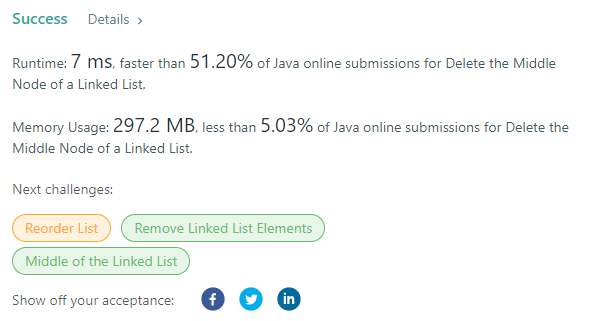 Success Details >
Runtime: 7 ms, faster than 51.20% of Java online submissions for Delete the Middle
Node of a Linked List.
Memory Usage: 297.2 MB, less than 5.03% of Java online submissions for Delete the
Middle Node of a Linked List.
Next challenges:
Reorder List Remove Linked List Elements
Middle of the Linked List
Show off your acceptance: f in